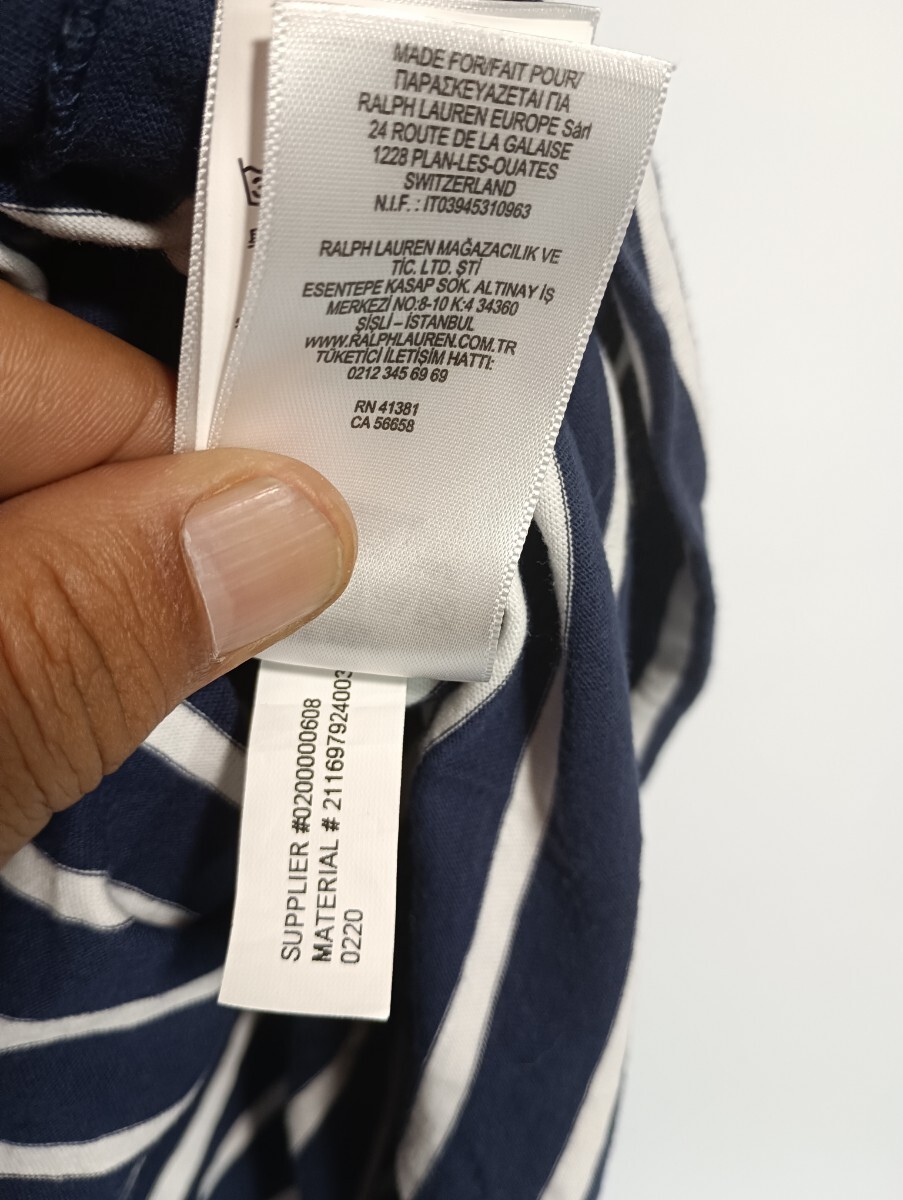 MADE FOR/FAIT POUR/
ΠΑΡΑΣΚΕΥΑΖΕΤΑΙ ΓΙΑ
RALPH LAUREN EUROPE Sárl
24 ROUTE DE LA GALAISE
1228 PLAN-LES-OUATES
SWITZERLAND
N.I.F. : IT03945310963
RALPH LAUREN MAĞAZACILIK VE
TİC. LTD. ŞTİ
ESENTEPE KASAP SOK. ALTINAY İŞ
MERKEZİ NO:8-10 K:4 34360
ŞİŞLİ – İSTANBUL
WWW.RALPHLAUREN.COM.TR
TÜKETİCİ İLETİŞİM HATTI:
0212 345 69 69
RN 41381
CA 56658
SUPPLIER #0200000608
MATERIAL # 211697924003
0220